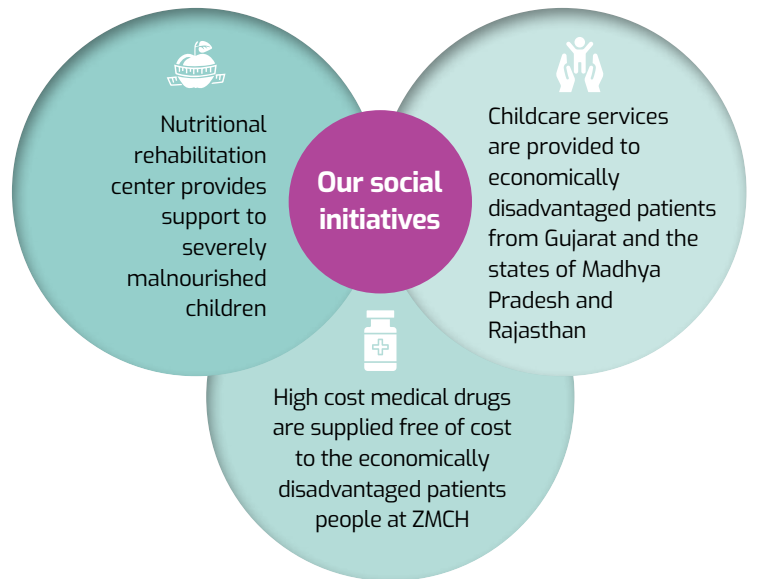 Nutritional
rehabilitation
center provides
support to
severely
malnourished
children
Our social
initiatives
Childcare services
are provided to
economically
disadvantaged patients
from Gujarat and the
states of Madhya
Pradesh and
Rajasthan
High cost medical drugs
are supplied free of cost
to the economically
disadvantaged patients
people at ZMCH